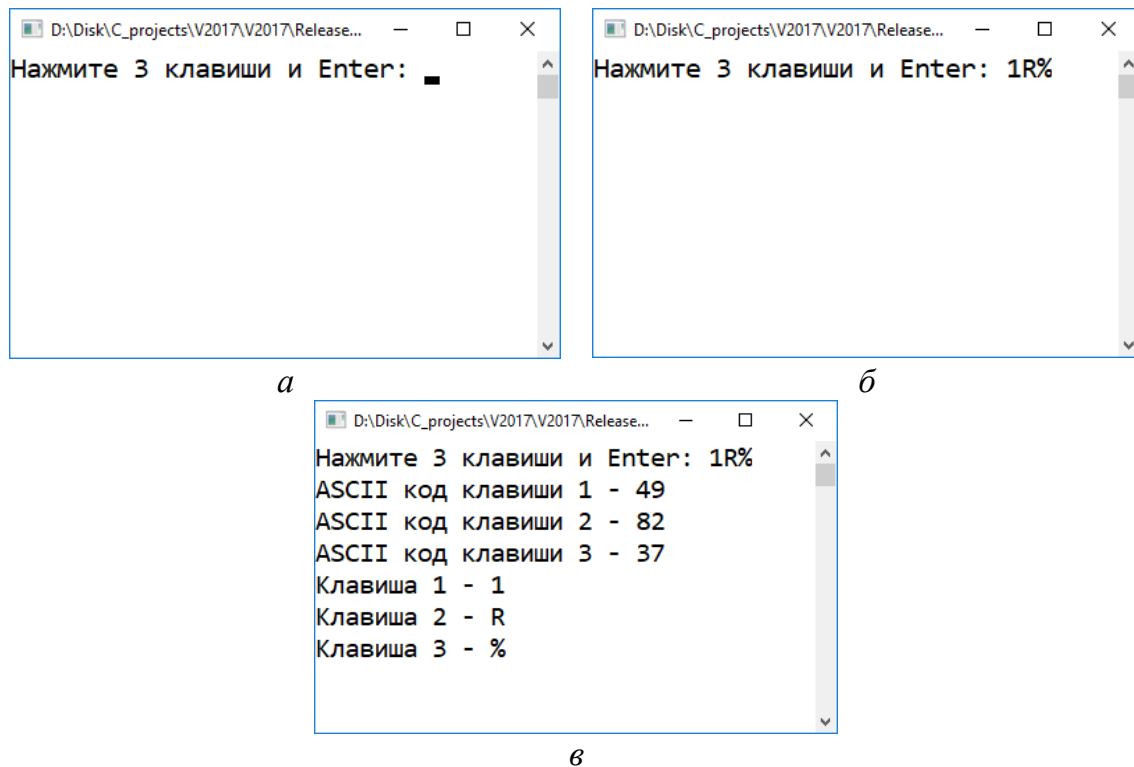 D:\Disk\C_projects\V2017\V2017\Release...
Нажмите 3 клавиши и Enter:
а
D:\Disk\C_projects\V2017\V2017\Release...
Нажмите 3 клавиши и Enter: 1R%
б
D:\Disk\C_projects\V2017\V2017\Release...
Нажмите 3 клавиши и Enter: 1R%
ASCII код клавиши 1 - 49
ASCII код клавиши 2 - 82
ASCII код клавиши 3 - 37
Клавиша 1 - 1
Клавиша 2 - R
Клавиша 3 - %
в